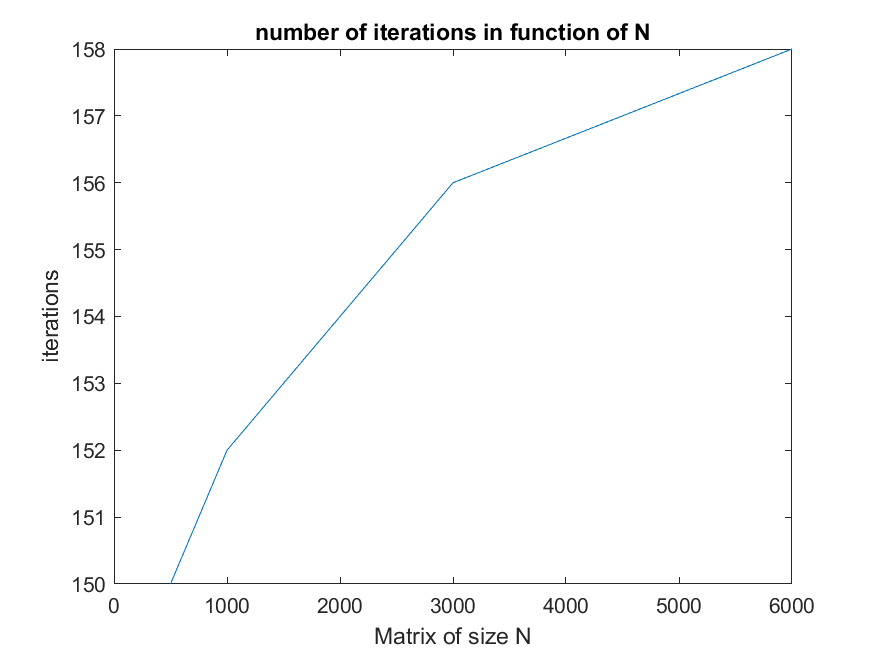 number of iterations in function of N
158
157
156
155
154
153
152
151
150
iterations
0 1000 2000 3000 4000 5000 6000
Matrix of size N